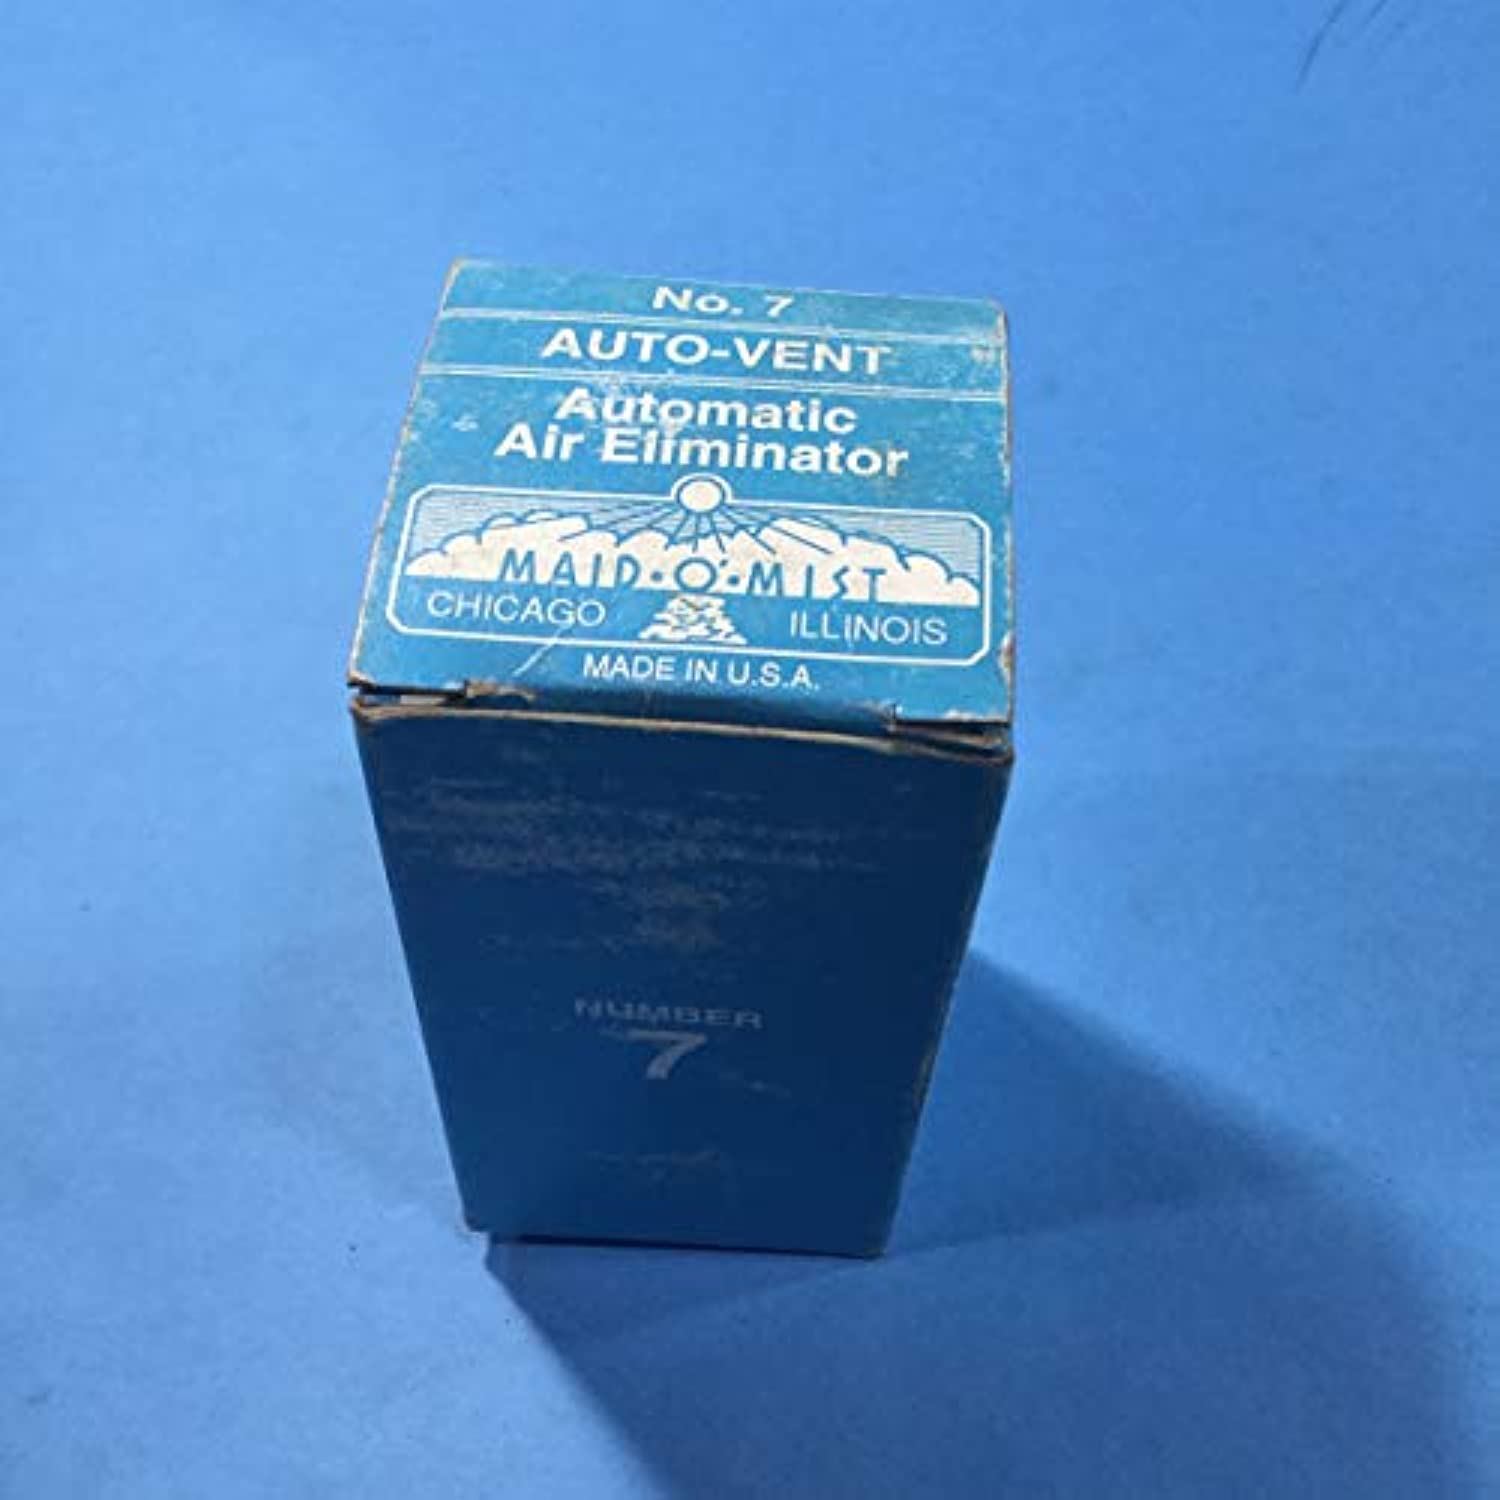 No. 7
AUTO-VENT
Automatic
Air Eliminator
MAID·O'·MIST
CHICAGO ILLINOIS
MADE IN U.S.A.
NUMBER
7